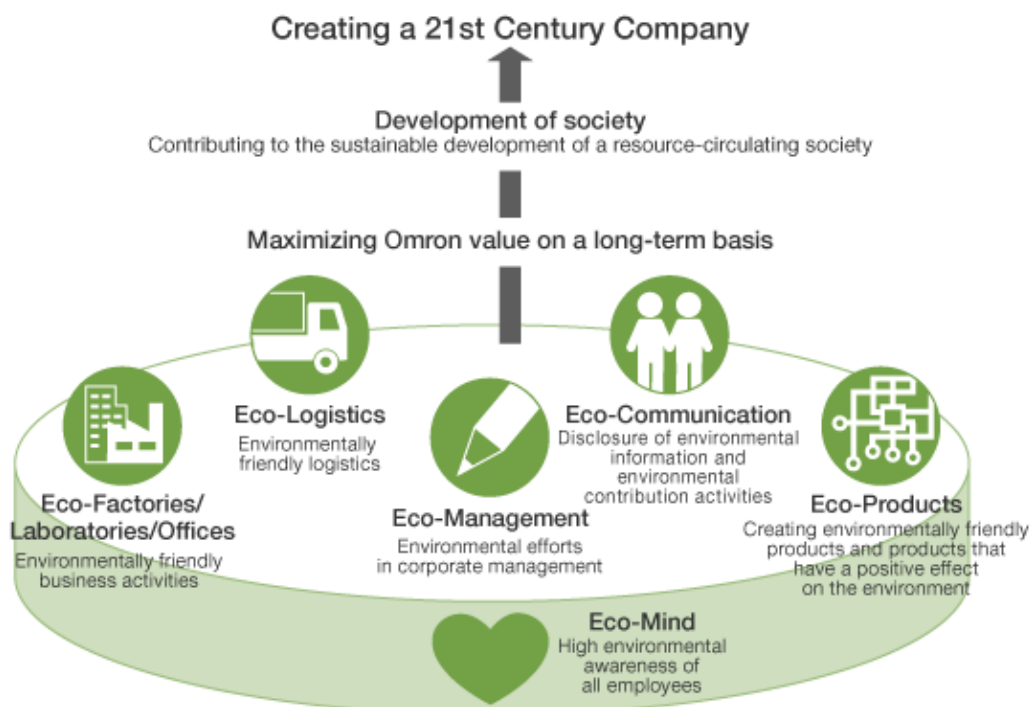 Creating a 21st Century Company
Development of society
Contributing to the sustainable development of a resource-circulating society
Maximizing Omron value on a long-term basis
Eco-Logistics
Environmentally
friendly logistics
Eco-Communication
Disclosure of environmental
information and
environmental
contribution activities
Eco-Factories/
Laboratories/Offices
Environmentally friendly
business activities
Eco-Management
Environmental efforts
in corporate management
Eco-Products
Creating environmentally friendly
products and products that
have a positive effect
on the environment
Eco-Mind
High environmental
awareness of
all employees